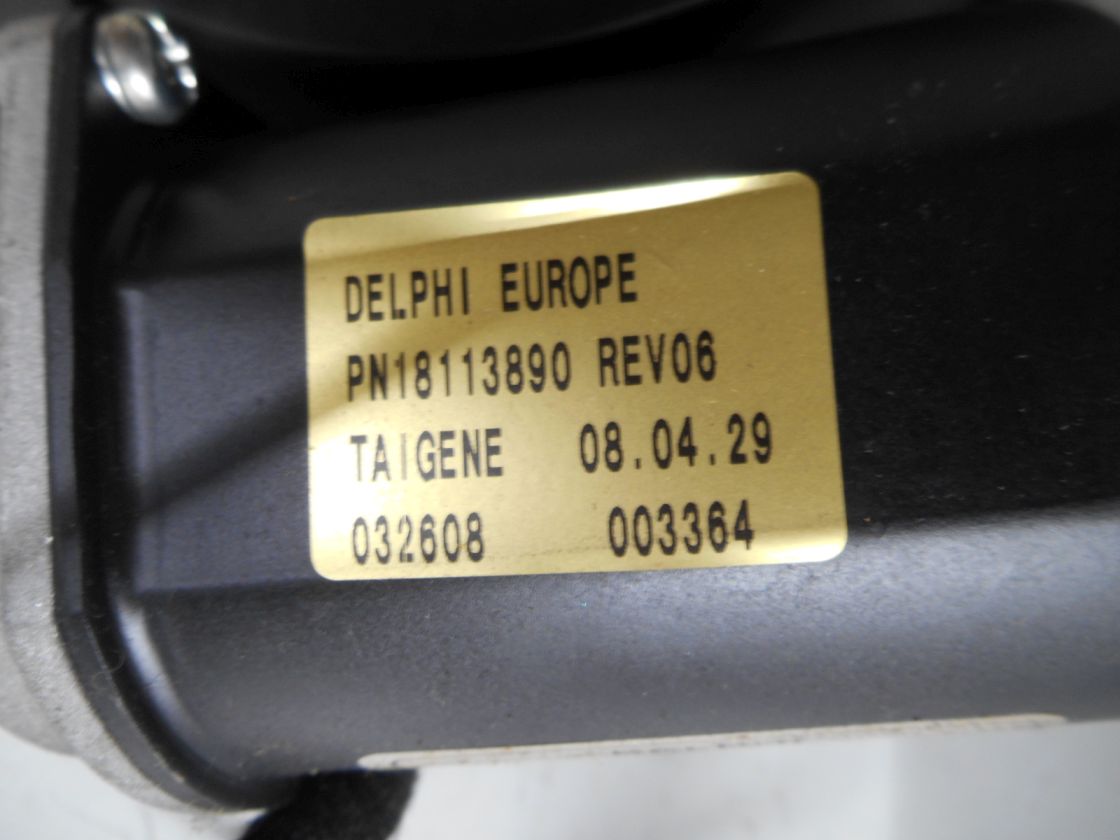 DELPHI EUROPE
PN18113890 REV06
TAIGENE 08.04.29
032608 003364